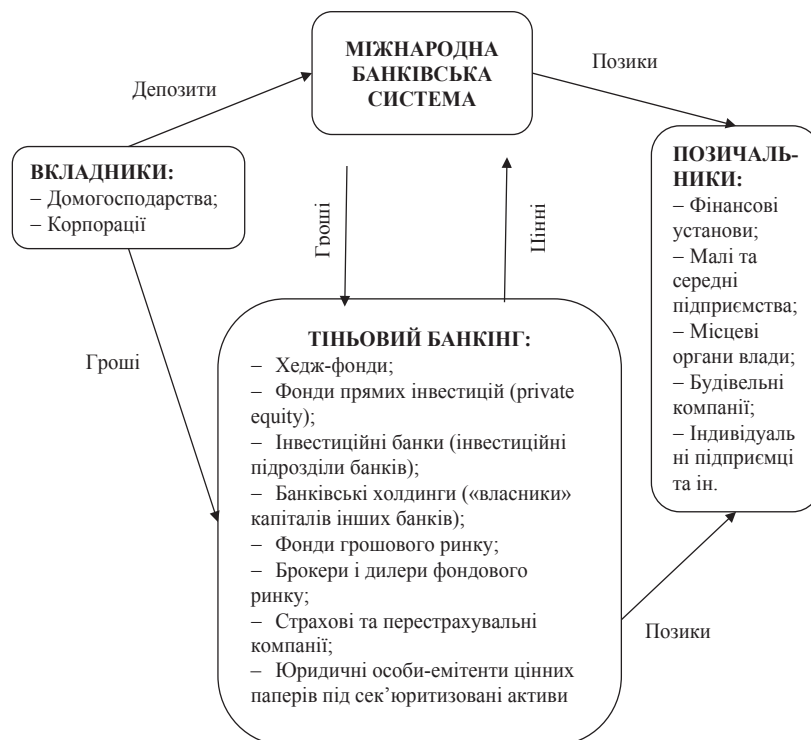 МІЖНАРОДНА
БАНКІВСЬКА
СИСТЕМА
Депозити
Позики
ВКЛАДНИКИ:
– Домогосподарства;
– Корпорації
ПОЗИЧАЛЬ-
НИКИ:
– Фінансові
установи;
– Малі та
середні
підприємства;
– Місцеві
органи влади;
– Будівельні
компанії;
– Індивідуаль
ні підприємці
та ін.
Гроші
Цінні
Гроші
ТІНЬОВИЙ БАНКІНГ:
– Хедж-фонди;
– Фонди прямих інвестицій (private
equity);
– Інвестиційні банки (інвестиційні
підрозділи банків);
– Банківські холдинги («власники»
капіталів інших банків);
– Фонди грошового ринку;
– Брокери і дилери фондового
ринку;
– Страхові та перестрахувальні
компанії;
– Юридичні особи-емітенти цінних
паперів під сек’юритизовані активи
Позики